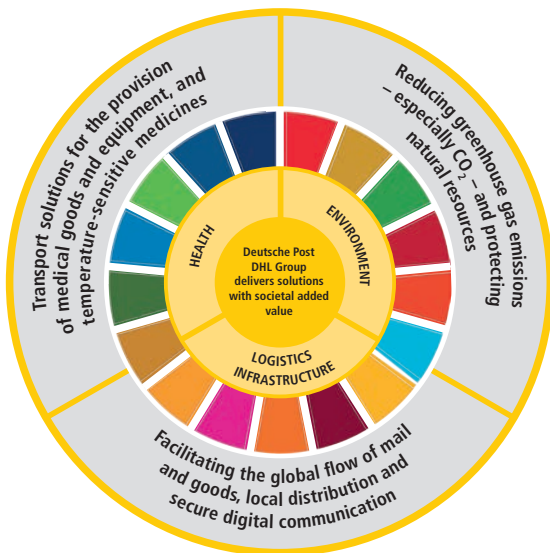 Transport solutions for the provision
of medical goods and equipment, and
temperature-sensitive medicines
Reducing greenhouse gas emissions
– especially CO₂ – and protecting
natural resources
HEALTH
ENVIRONMENT
Deutsche Post
DHL Group
delivers solutions
with societal added
value
LOGISTICS
INFRASTRUCTURE
Facilitating the global flow of mail
and goods, local distribution and
secure digital communication